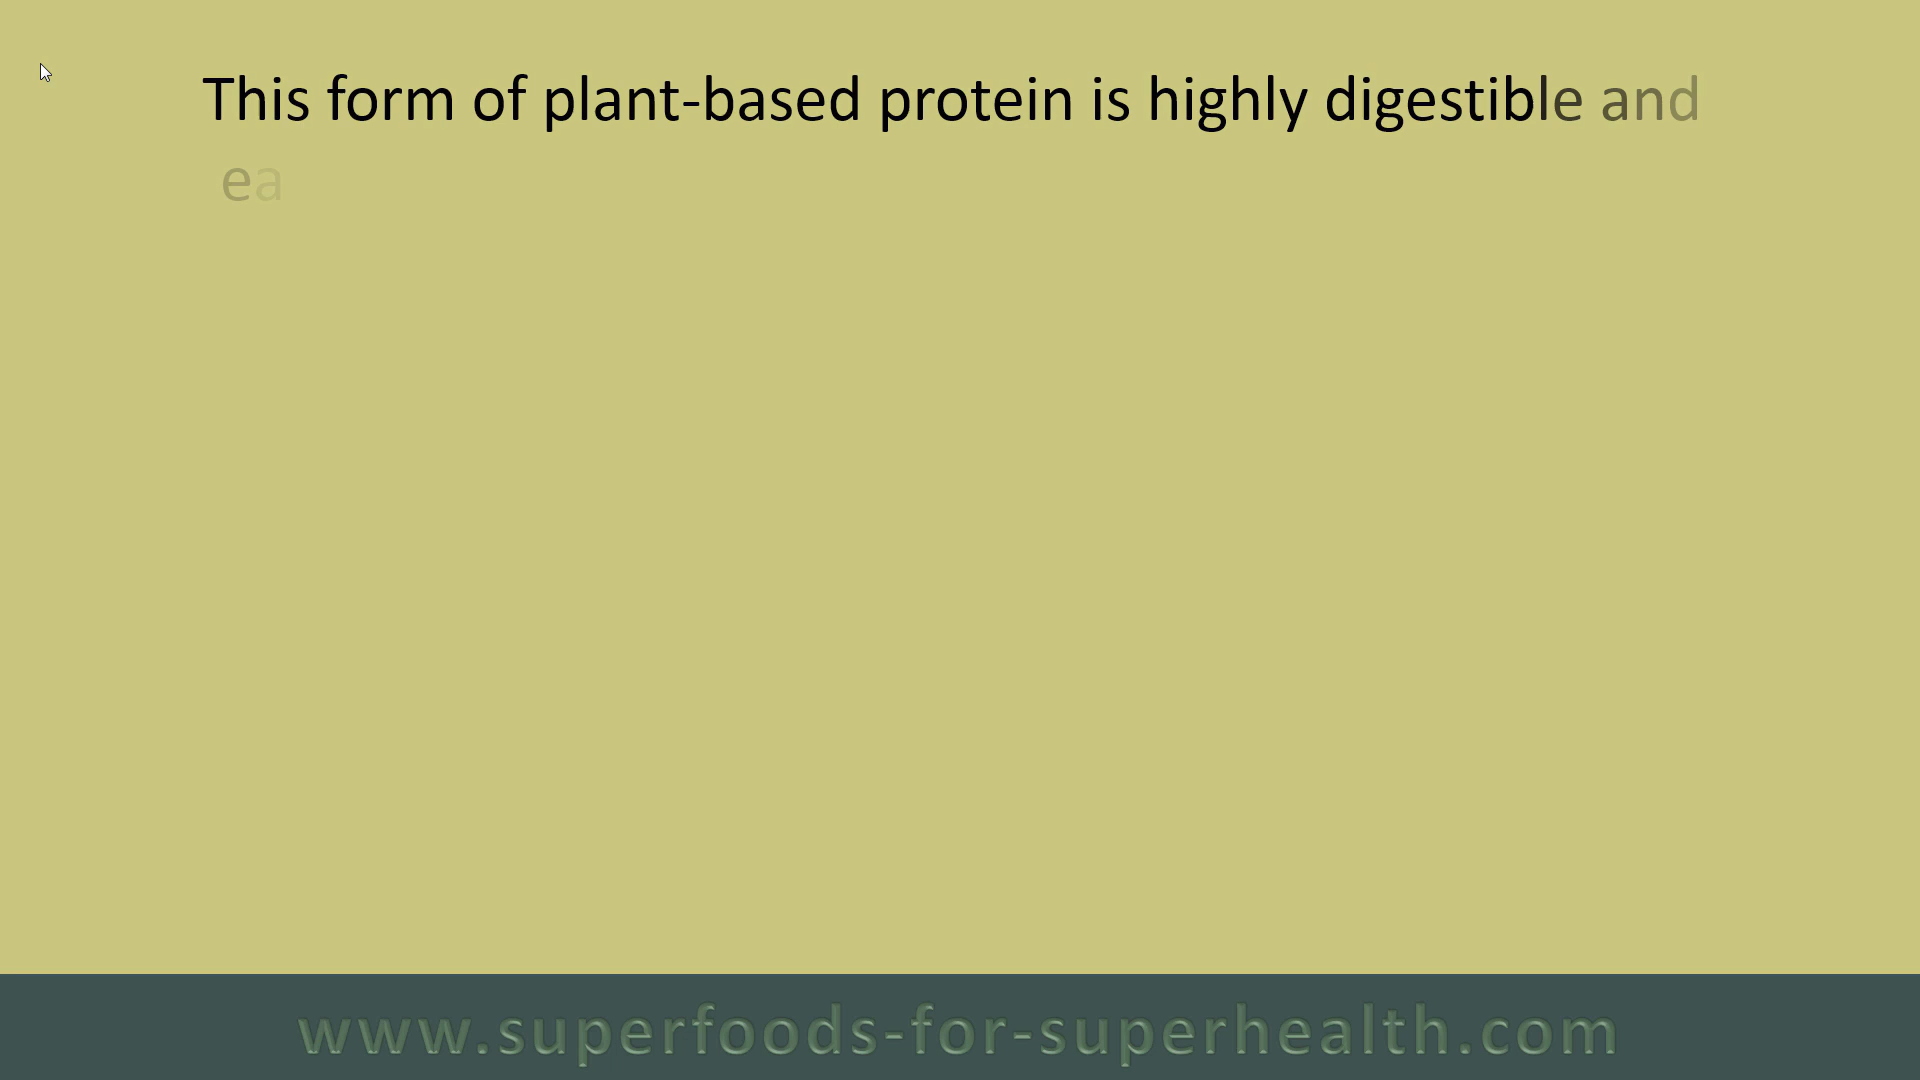 This form of plant-based protein is highly digestible and
ea
www.superfoods-for-superhealth.com